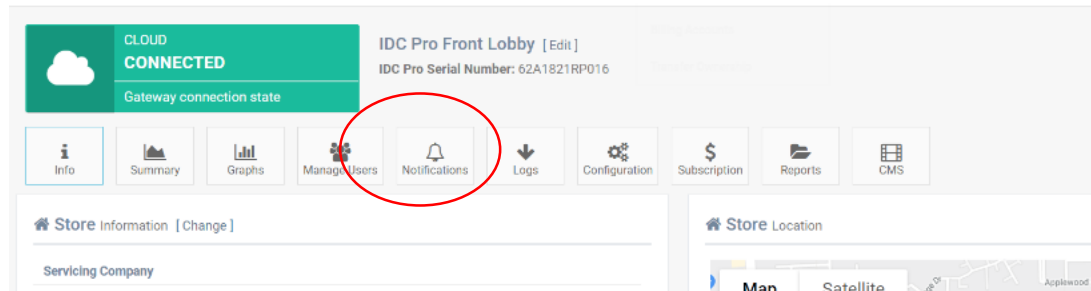 CLOUD
CONNECTED
Gateway connection state
IDC Pro Front Lobby [ Edit ]
IDC Pro Serial Number: 62A1821RP016
Info
Summary
Graphs
Manage Users
Notifications
Logs
Configuration
Subscription
Reports
CMS
Store Information [ Change ]
Servicing Company
Store Location
Map
Satellite
Applewood